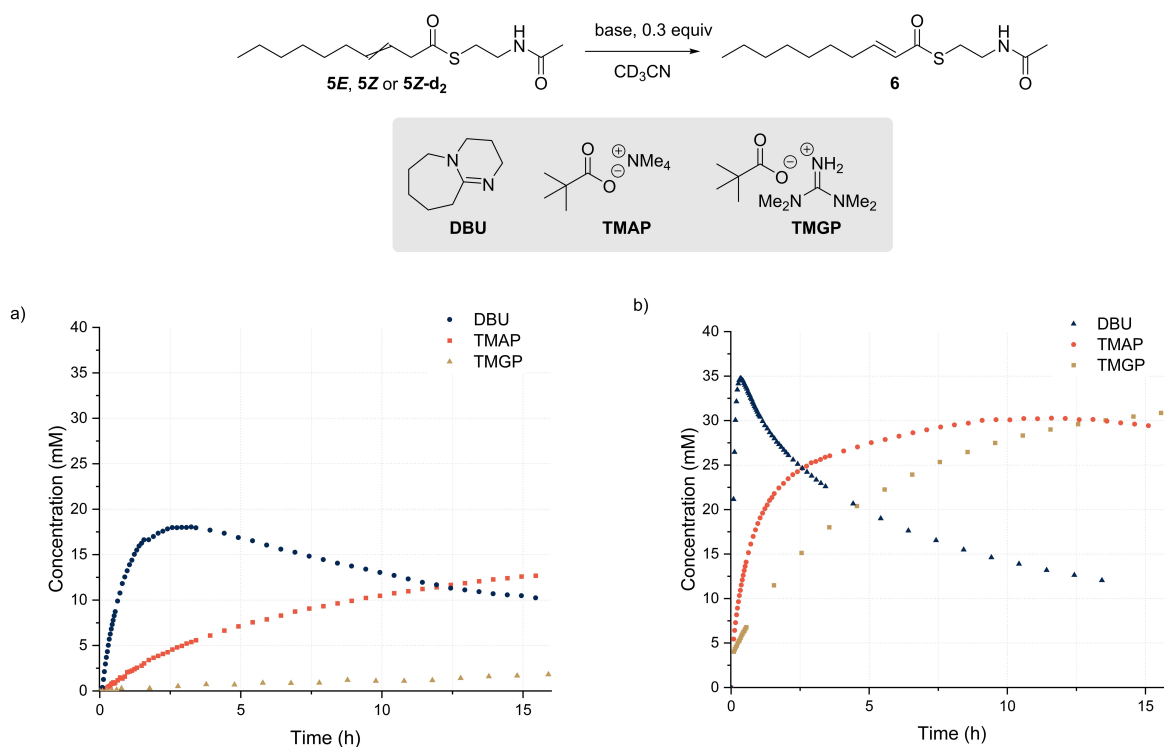 O
H
N
S
O
5E, 5Z or 5Z-d2
base, 0.3 equiv
CD3CN
O
H
N
S
O
6
N
N
DBU
O
O
⊖
⊕
NMe4
TMAP
O
O
⊖
⊕
NH2
Me2N
NMe2
TMGP
a)
DBU
TMAP
TMGP
Concentration (mM)
40
35
30
25
20
15
10
5
0
0 5 10 15
Time (h)
b)
DBU
TMAP
TMGP
Concentration (mM)
40
35
30
25
20
15
10
5
0
0 5 10 15
Time (h)